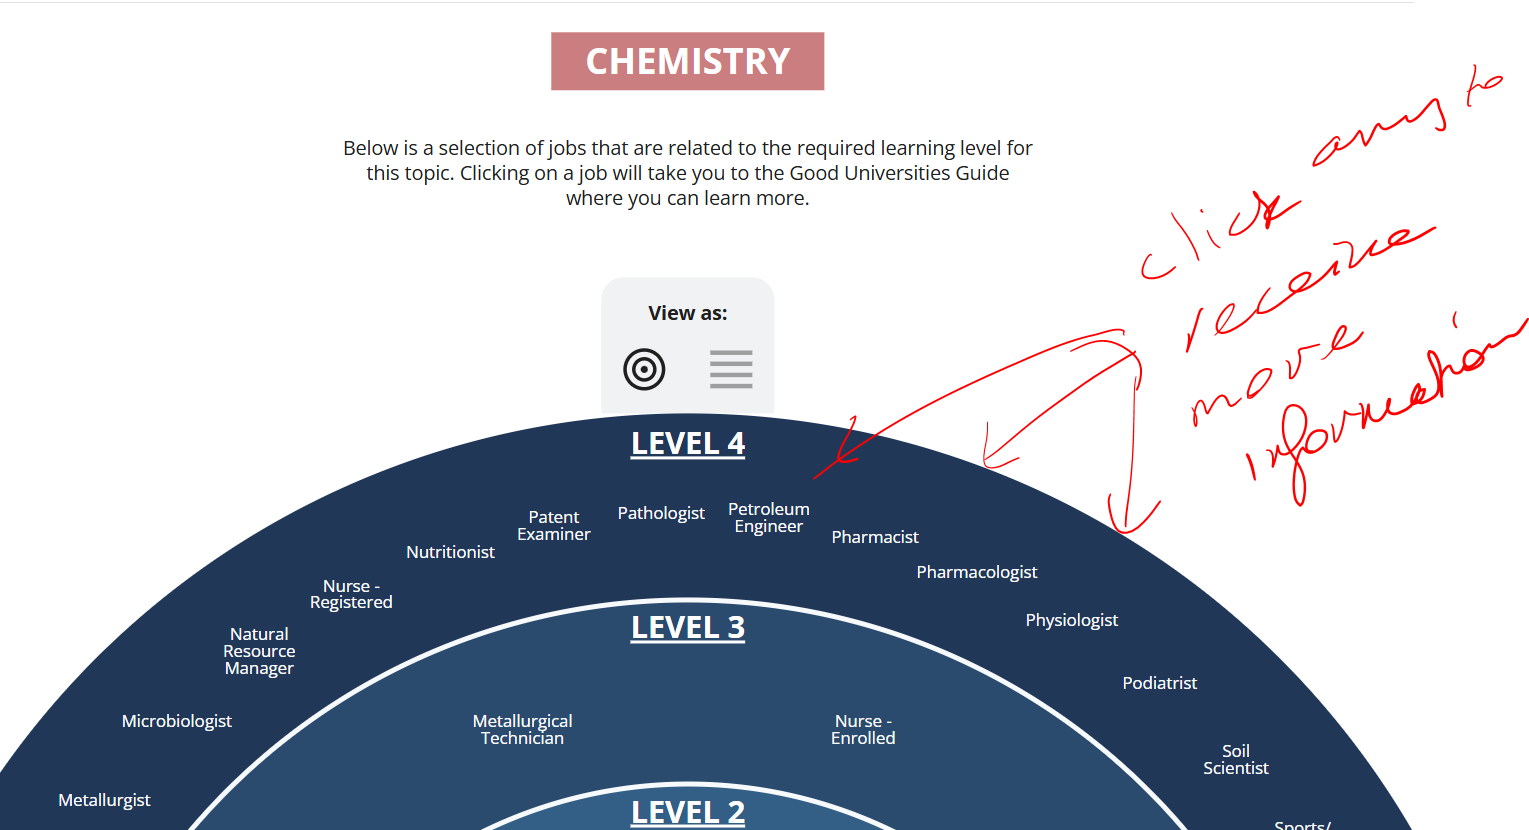 CHEMISTRY
Below is a selection of jobs that are related to the required learning level for
this topic. Clicking on a job will take you to the Good Universities Guide
where you can learn more.
click any to
receive
more
information
View as:
LEVEL 4
Patent
Examiner
Pathologist
Petroleum
Engineer
Pharmacist
Nutritionist
Pharmacologist
Nurse -
Registered
Physiologist
Natural
Resource
Manager
Podiatrist
Microbiologist
Soil
Scientist
Metallurgist
Sports/
LEVEL 3
Metallurgical
Technician
Nurse -
Enrolled
LEVEL 2